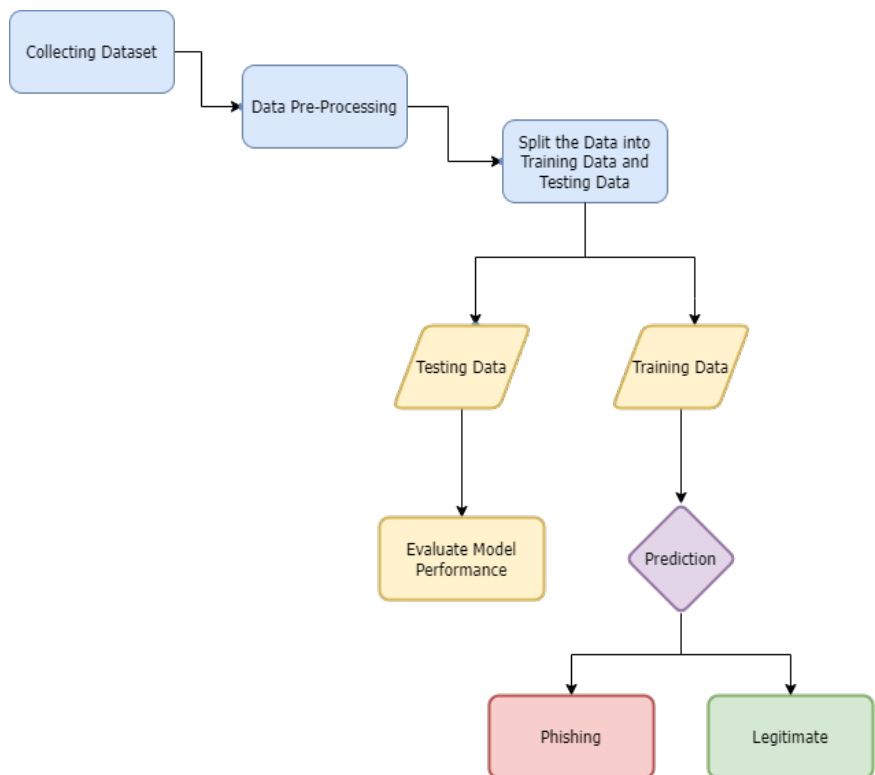 Collecting Dataset
Data Pre-Processing
Split the Data into
Training Data and
Testing Data
Testing Data
Training Data
Evaluate Model
Performance
Prediction
Phishing
Legitimate